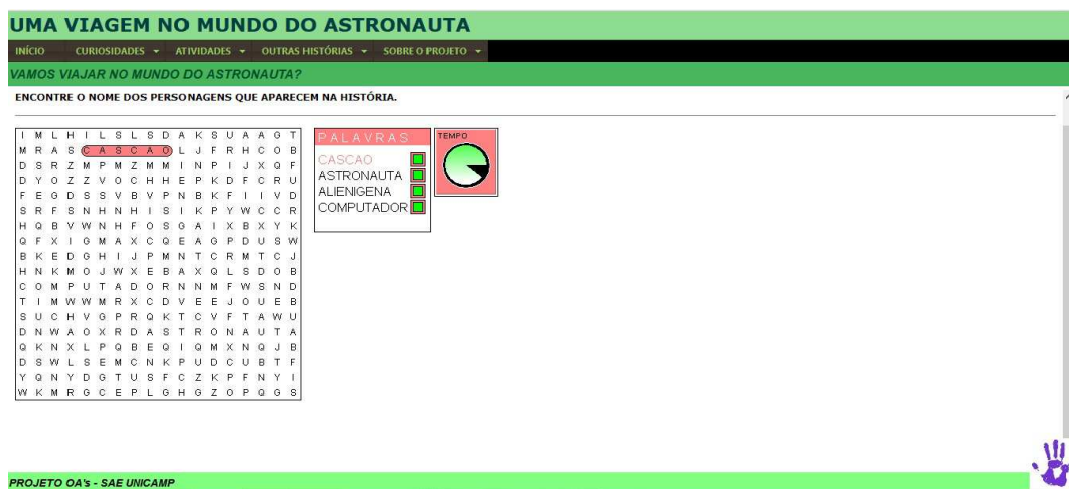 UMA VIAGEM NO MUNDO DO ASTRONAUTA
INÍCIO CURIOSIDADES ATIVIDADES OUTRAS HISTÓRIAS SOBRE O PROJETO
VAMOS VIAJAR NO MUNDO DO ASTRONAUTA?
ENCONTRE O NOME DOS PERSONAGENS QUE APARECEM NA HISTÓRIA.
I M L H I L S L S D A K S U A A G T
M R A S C A S C A O L J F R H C O B
D S R Z M P M Z M M I N P I J X Q F
D Y O Z Z V O C H H E P K D F C R U
F E G D S S V B V P N B K F I I V D
S R F S N H N H I S I K P Y W C C R
H Q B V W N H F O S G A I X B X Y K
Q F X I G M A X C Q E A G P D U S W
B K E D G H I J P M N T C R M T C J
H N K M O J W X E B A X Q L S D O B
C O M P U T A D O R N N M F W S N D
T I M W W M R X C D V E E J O U E B
S U C H V G P R Q K T C V F T A W U
D N W A O X R D A S T R O N A U T A
Q K N X L P Q B E Q I Q M X N Q J B
D S W L S E M C N K P U D C U B T F
Y Q N Y D G T U S F C Z K P F N Y I
W K M R G C E P L G H G Z O P Q G S
PALAVRAS
CASCAO
ASTRONAUTA
ALIENIGENA
COMPUTADOR
TEMPO
PROJETO OA's - SAE UNICAMP